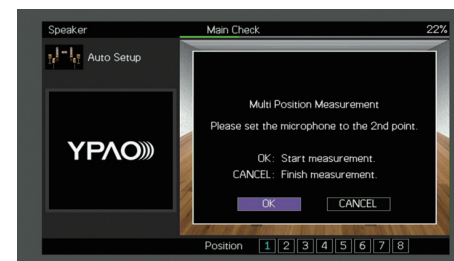 Speaker
Main Check
22%
Auto Setup
YPAO
Multi Position Measurement
Please set the microphone to the 2nd point.
OK: Start measurement.
CANCEL: Finish measurement.
OK
CANCEL
Position 1 2 3 4 5 6 7 8